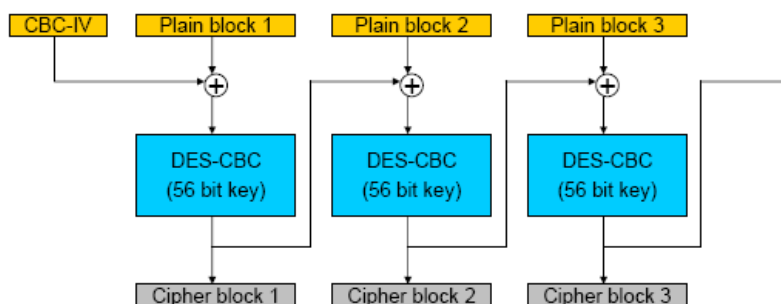 CBC-IV
Plain block 1
Plain block 2
Plain block 3
DES-CBC
(56 bit key)
DES-CBC
(56 bit key)
DES-CBC
(56 bit key)
Cipher block 1
Cipher block 2
Cipher block 3